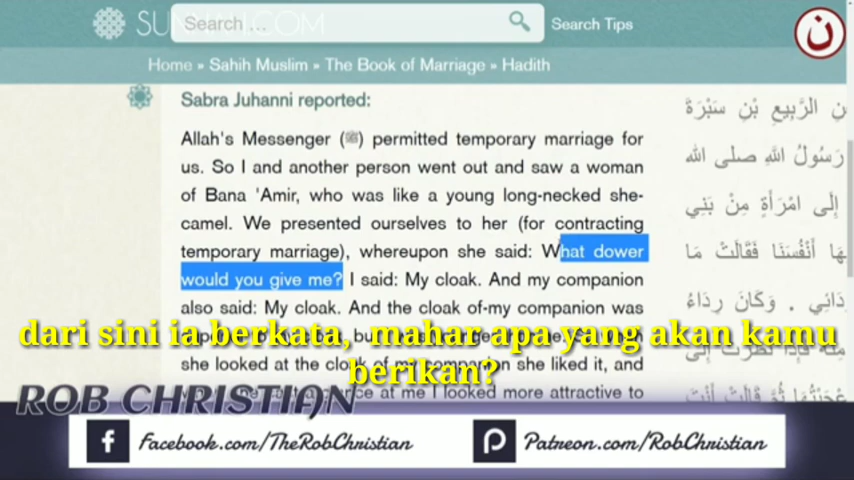 Search ...
Search Tips
ن
Home » Sahih Muslim » The Book of Marriage » Hadith
Sabra Juhanni reported:
Allah's Messenger (ﷺ) permitted temporary marriage for
us. So I and another person went out and saw a woman
of Bana 'Amir, who was like a young long-necked she-
camel. We presented ourselves to her (for contracting
temporary marriage), whereupon she said: What dower
would you give me? I said: My cloak. And my companion
also said: My cloak. And the cloak of-my companion was
she looked at the cloak of my companion she liked it, and
at me I looked more attractive to
بْنِ الرَّبِيعِ بْنِ سَبْرَةَ
رَسُولُ اللَّهِ صلى الله
إِلَى امْرَأَةٍ مِنْ بَنِي
أَنْفُسَنَا فَقَالَتْ مَا
وَكَانَ رِدَاءُ
dari sini ia berkata, mahar apa yang akan kamu
berikan?
ROB CHRISTIAN
Facebook.com/TheRobChristian
Patreon.com/RobChristian